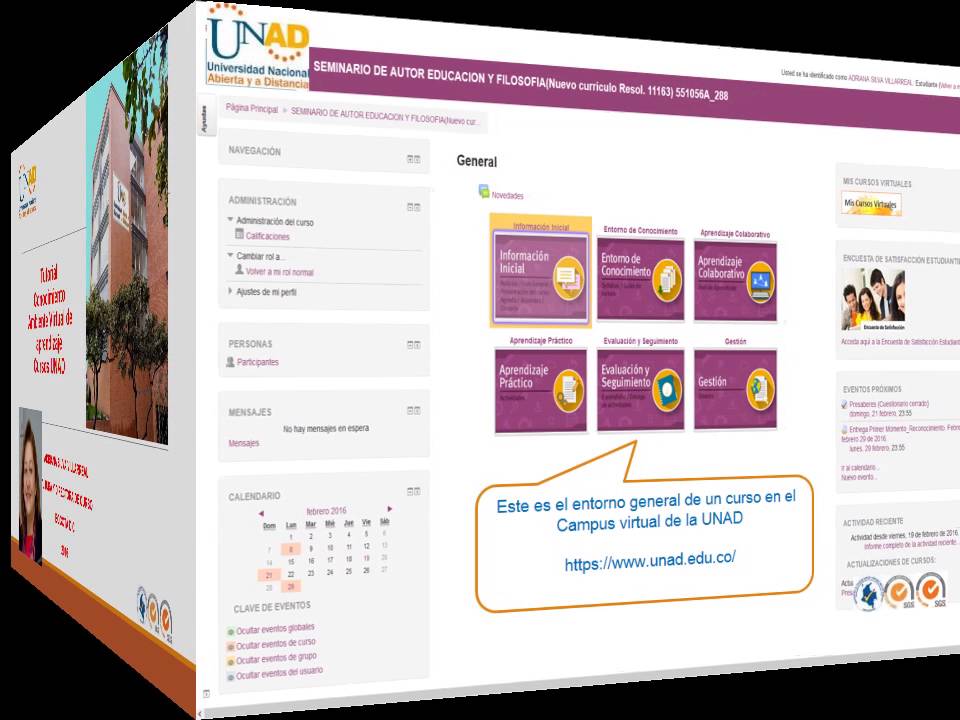 UNAD
Tutorial
Conocimiento
Ambiente Virtual de
aprendizaje
Cursos UNAD
2016
UNAD
Universidad Nacional
Abierta y a Distancia
SEMINARIO DE AUTOR EDUCACION Y FILOSOFIA(Nuevo curriculo Resol. 11163) 551056A_288
Usted se ha identificado como ADRIANA SILVA VILLARREAL: Estudiante (Volver a m
Ayudas
Página Principal
SEMINARIO DE AUTOR EDUCACION Y FILOSOFIA(Nuevo cur...
NAVEGACIÓN
ADMINISTRACIÓN
Administración del curso
Calificaciones
Cambiar rol a...
Volver a mi rol normal
Ajustes de mi perfil
PERSONAS
Participantes
MENSAJES
No hay mensajes en espera
Mensajes
CALENDARIO
febrero 2016
Dom Lun Mar Mié Jue Vie Sáb
1 2 3 4 5 6
7 8 9 10 11 12 13
14 15 16 17 18 19 20
21 22 23 24 25 26 27
28 29
CLAVE DE EVENTOS
Ocultar eventos globales
Ocultar eventos de curso
Ocultar eventos de grupo
Ocultar eventos del usuario
General
Novedades
Información Inicial
Entorno de Conocimiento
Aprendizaje Colaborativo
Información
Inicial
Entorno de
Conocimiento
Aprendizaje
Colaborativo
Aprendizaje Práctico
Evaluación y Seguimiento
Gestión
Aprendizaje
Práctico
Evaluación y
Seguimiento
Gestión
Este es el entorno general de un curso en el
Campus virtual de la UNAD
https://www.unad.edu.co/
MIS CURSOS VIRTUALES
Mis Cursos Virtuales
ENCUESTA DE SATISFACCIÓN ESTUDIANTE
Encuesta de Satisfacción
Acceda aquí a la Encuesta de Satisfacción Estudiant
EVENTOS PRÓXIMOS
Presaberes (Cuestionario cerrado)
domingo, 21 febrero, 23:55
Entrega Primer Momento_Reconocimiento. Febre
febrero 29 de 2016.
lunes, 29 febrero, 23:55
Ir al calendario...
Nuevo evento...
ACTIVIDAD RECIENTE
Actividad desde viernes, 19 de febrero de 2016,
Informe completo de la actividad reciente...
ACTUALIZACIONES DE CURSOS:
Actua
Pres
SGS
SGS